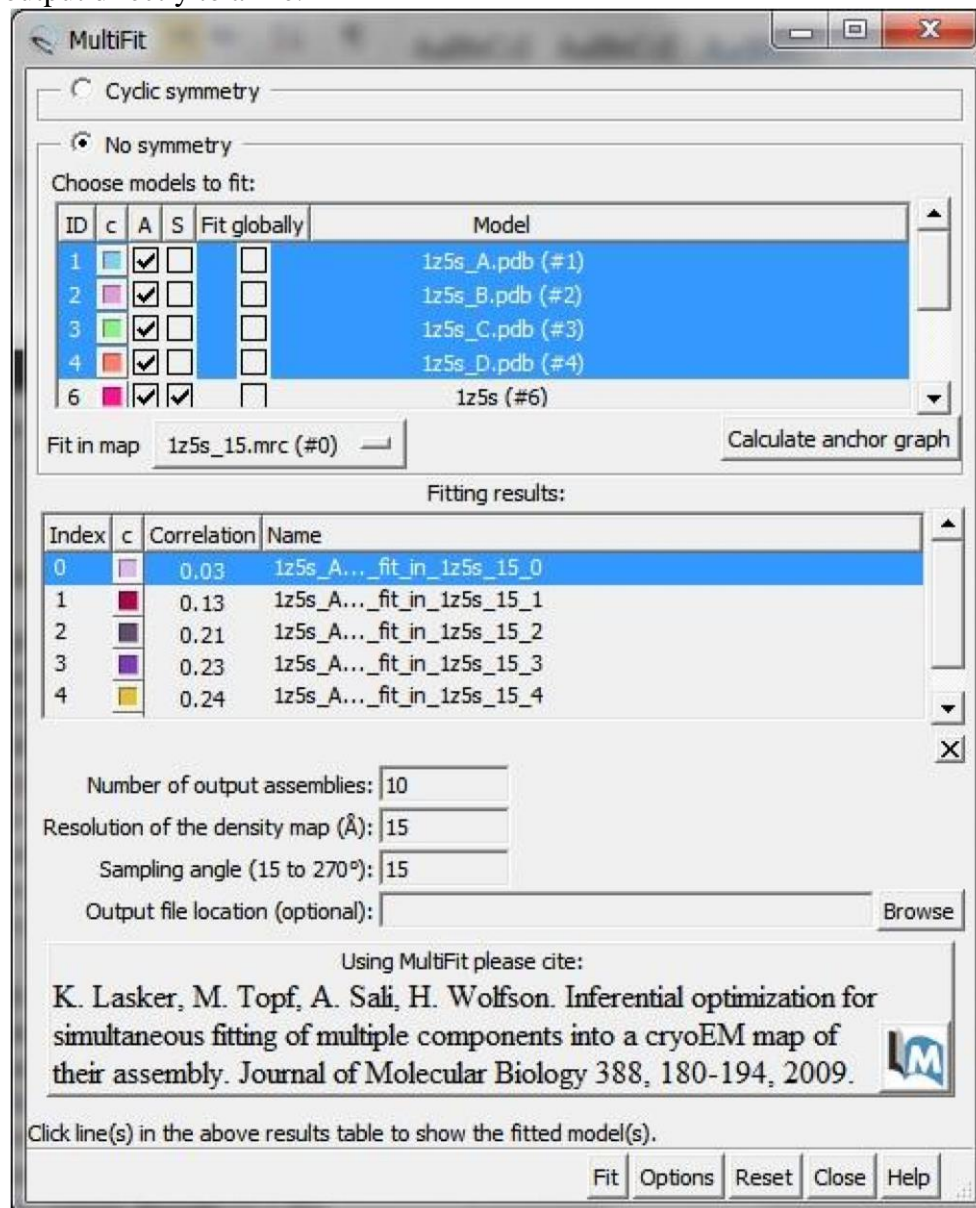 output directly to a file.
MultiFit
Cyclic symmetry
No symmetry
Choose models to fit:
ID c A S Fit globally Model
1 1z5s_A.pdb (#1)
2 1z5s_B.pdb (#2)
3 1z5s_C.pdb (#3)
4 1z5s_D.pdb (#4)
6 1z5s (#6)
Fit in map 1z5s_15.mrc (#0) Calculate anchor graph
Fitting results:
Index c Correlation Name
0 0.03 1z5s_A..._fit_in_1z5s_15_0
1 0.13 1z5s_A..._fit_in_1z5s_15_1
2 0.21 1z5s_A..._fit_in_1z5s_15_2
3 0.23 1z5s_A..._fit_in_1z5s_15_3
4 0.24 1z5s_A..._fit_in_1z5s_15_4
Number of output assemblies: 10
Resolution of the density map (Å): 15
Sampling angle (15 to 270°): 15
Output file location (optional): Browse
Using MultiFit please cite:
K. Lasker, M. Topf, A. Sali, H. Wolfson. Inferential optimization for
simultaneous fitting of multiple components into a cryoEM map of
their assembly. Journal of Molecular Biology 388, 180-194, 2009.
M
Click line(s) in the above results table to show the fitted model(s).
Fit Options Reset Close Help